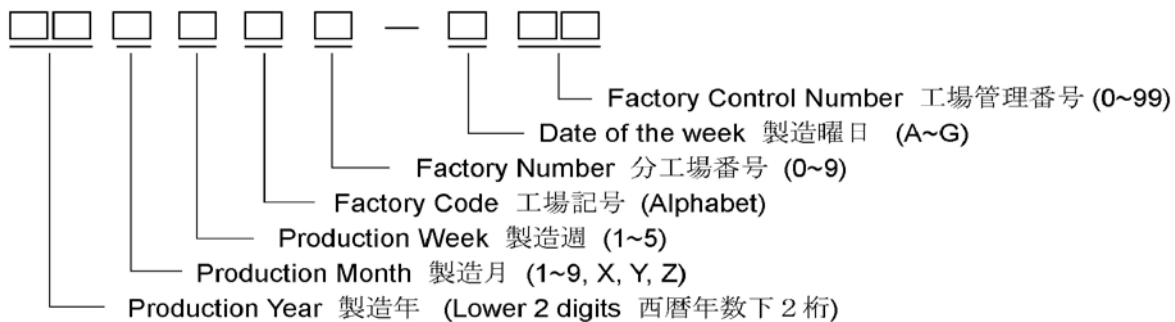 Factory Control Number 工場管理番号 (0~99)
Date of the week 製造曜日 (A~G)
Factory Number 分工場番号 (0~9)
Factory Code 工場記号 (Alphabet)
Production Week 製造週 (1~5)
Production Month 製造月 (1~9, X, Y, Z)
Production Year 製造年 (Lower 2 digits 西暦年数下2桁)